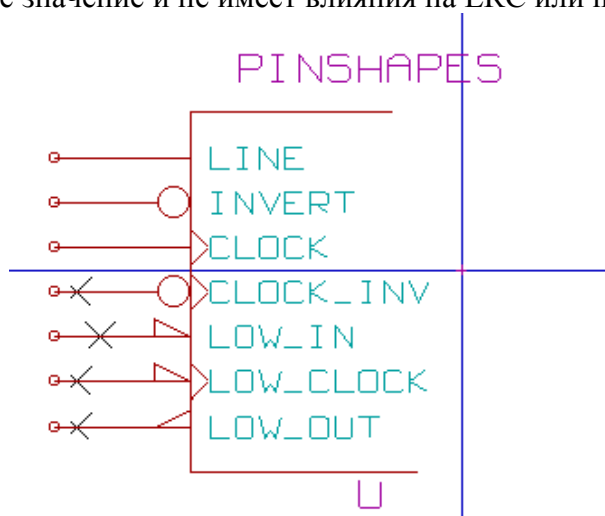 е значение и не имеет влияния на ERC или п
PINSHAPES
LINE
INVERT
CLOCK
CLOCK_INV
LOW_IN
LOW_CLOCK
LOW_OUT
U